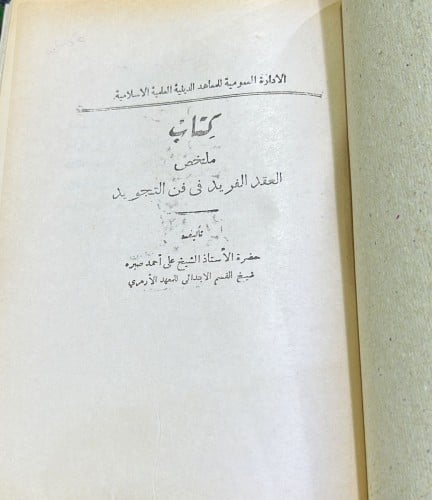 الادارة العمومية للمعاهد الدينية العلمية الاسلامية
كتاب
ملخص
العقد الفريد فى فن التجويد
تأليف
حضرة الأستاذ الشيخ على أحمد صبره
شيخ القسم الابتدائى للمعهد الأزهري